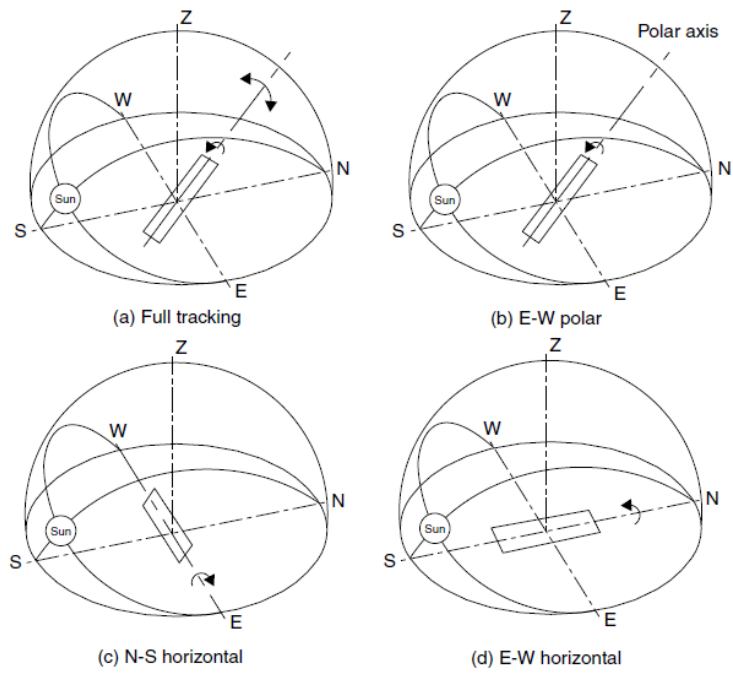 Z
W
Sun
N
S
E
(a) Full tracking
Z
Polar axis
W
Sun
N
S
E
(b) E-W polar
Z
W
Sun
N
S
E
(c) N-S horizontal
Z
W
Sun
N
S
E
(d) E-W horizontal